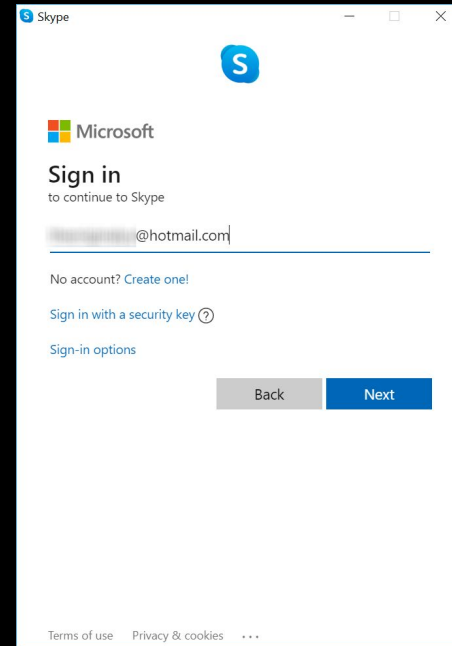 Skype
S
Microsoft
Sign in
to continue to Skype
@hotmail.com
No account? Create one!
Sign in with a security key ?
Sign-in options
Back Next
Terms of use Privacy & cookies ...